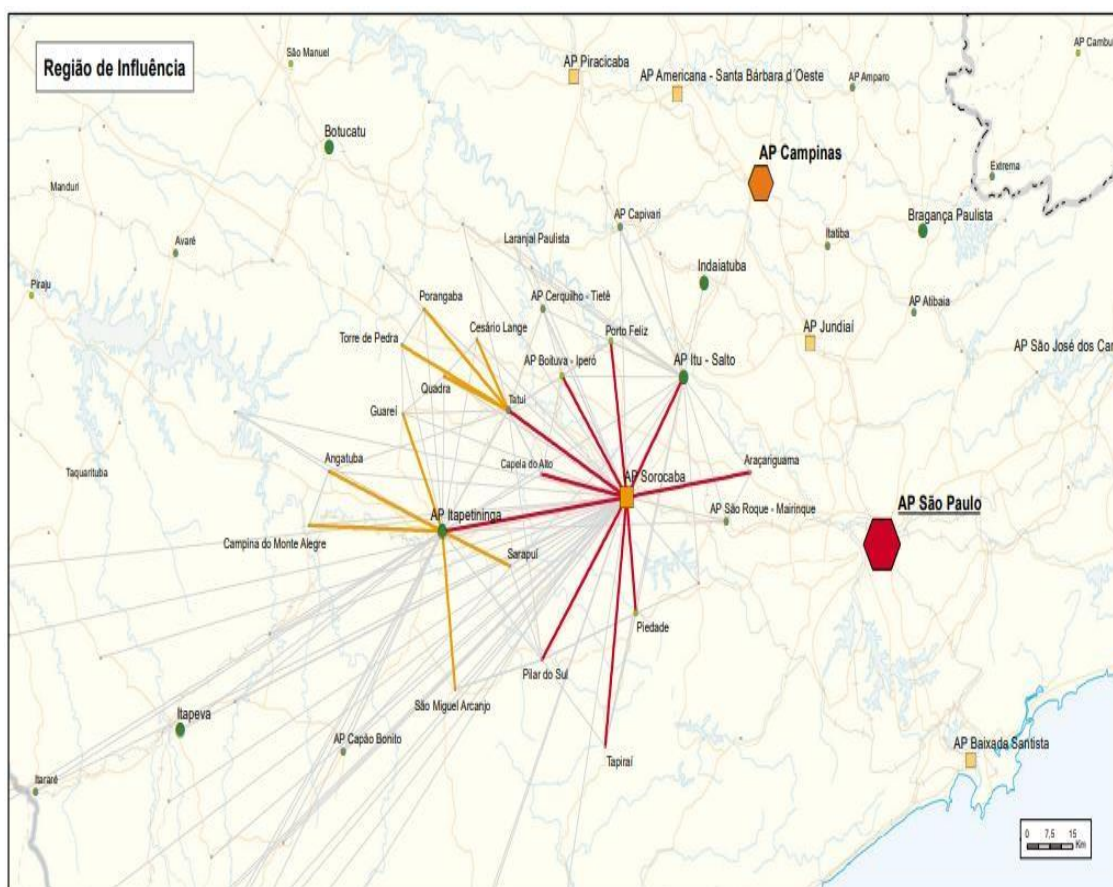 Região de Influência
São Manuel
AP Piracicaba
AP Americana - Santa Bárbara d´Oeste
AP Amparo
AP Cambu
Botucatu
AP Campinas
Extrema
Manduri
AP Capivari
Bragança Paulista
Avaré
Laranjal Paulista
Itatiba
Indaiatuba
Piraju
Porangaba
AP Cerquilho - Tietê
AP Atibaia
Torre de Pedra
Cesário Lange
Porto Feliz
AP Jundiaí
AP São José dos Car
AP Boituva - Iperó
AP Itu - Salto
Quadra
Tatuí
Guareí
Taquarituba
Angatuba
Capela do Alto
AP Sorocaba
Araçariguama
AP São Paulo
AP Itapetininga
AP São Roque - Mairinque
Campina do Monte Alegre
Sarapuí
Piedade
Pilar do Sul
São Miguel Arcanjo
Itapeva
AP Capão Bonito
Tapiraí
AP Baixada Santista
Itararé
0 7,5 15
Km